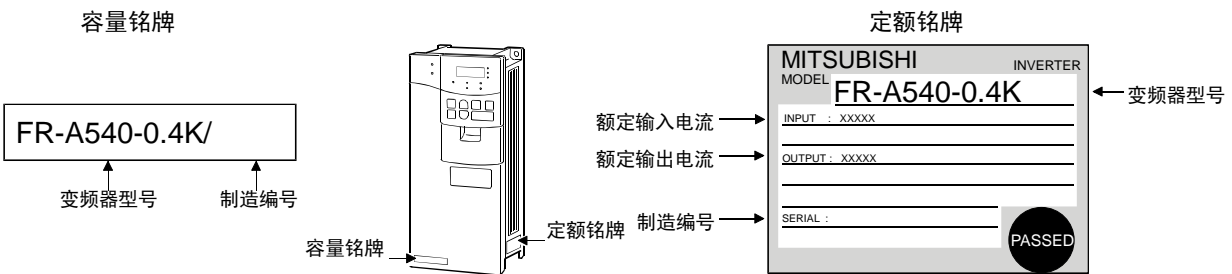 容量铭牌
FR-A540-0.4K/
变频器型号
制造编号
容量铭牌
定额铭牌
定额铭牌
MITSUBISHI
INVERTER
MODEL
FR-A540-0.4K
变频器型号
额定输入电流
INPUT : XXXXX
额定输出电流
OUTPUT : XXXXX
制造编号
SERIAL :
PASSED